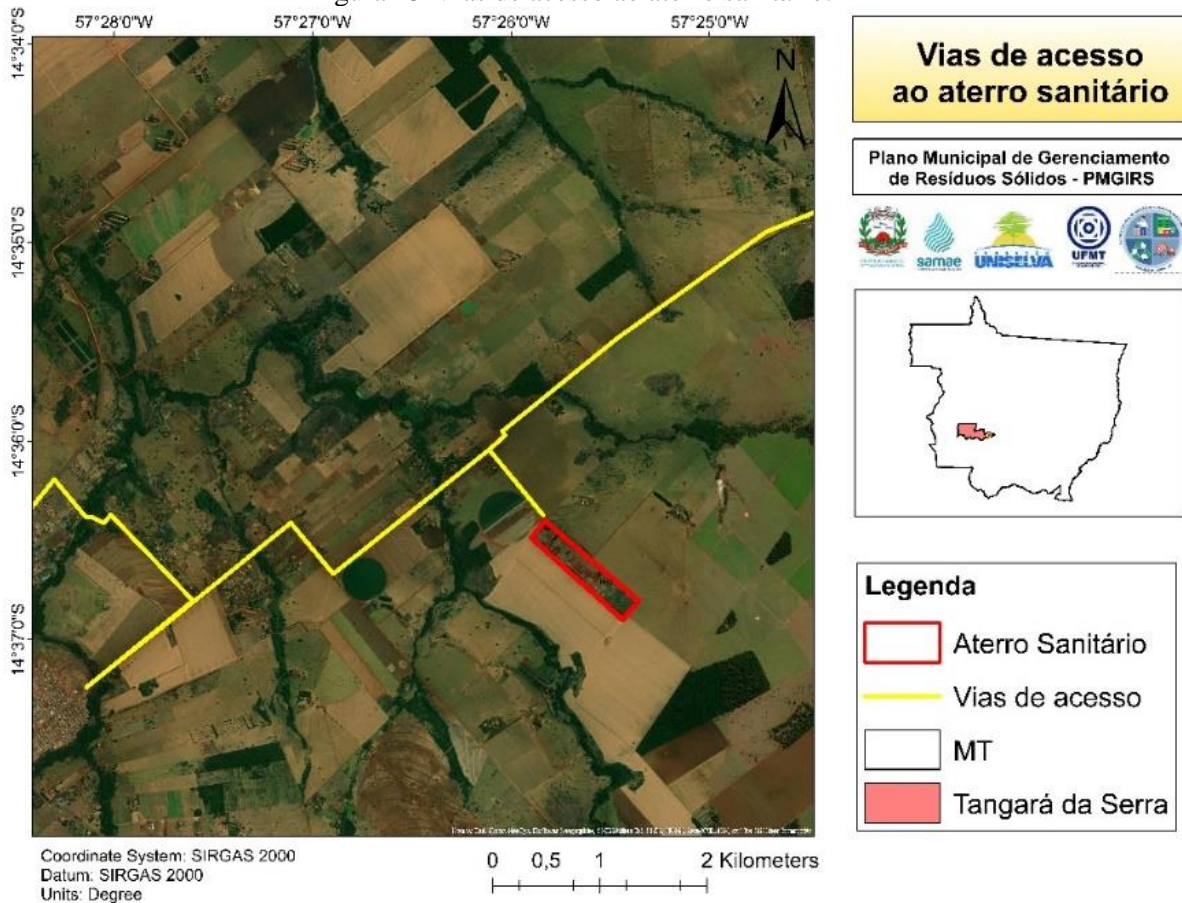 57°28'0"W
57°27'0"W
57°26'0"W
57°25'0"W
14°34'0"S
14°35'0"S
14°36'0"S
14°37'0"S
N
Vias de acesso
ao aterro sanitário
Plano Municipal de Gerenciamento
de Resíduos Sólidos - PMGIRS
samae
UNISELVA
UFMT
Legenda
Aterro Sanitário
Vias de acesso
MT
Tangará da Serra
Coordinate System: SIRGAS 2000
Datum: SIRGAS 2000
Units: Degree
0 0,5 1 2 Kilometers